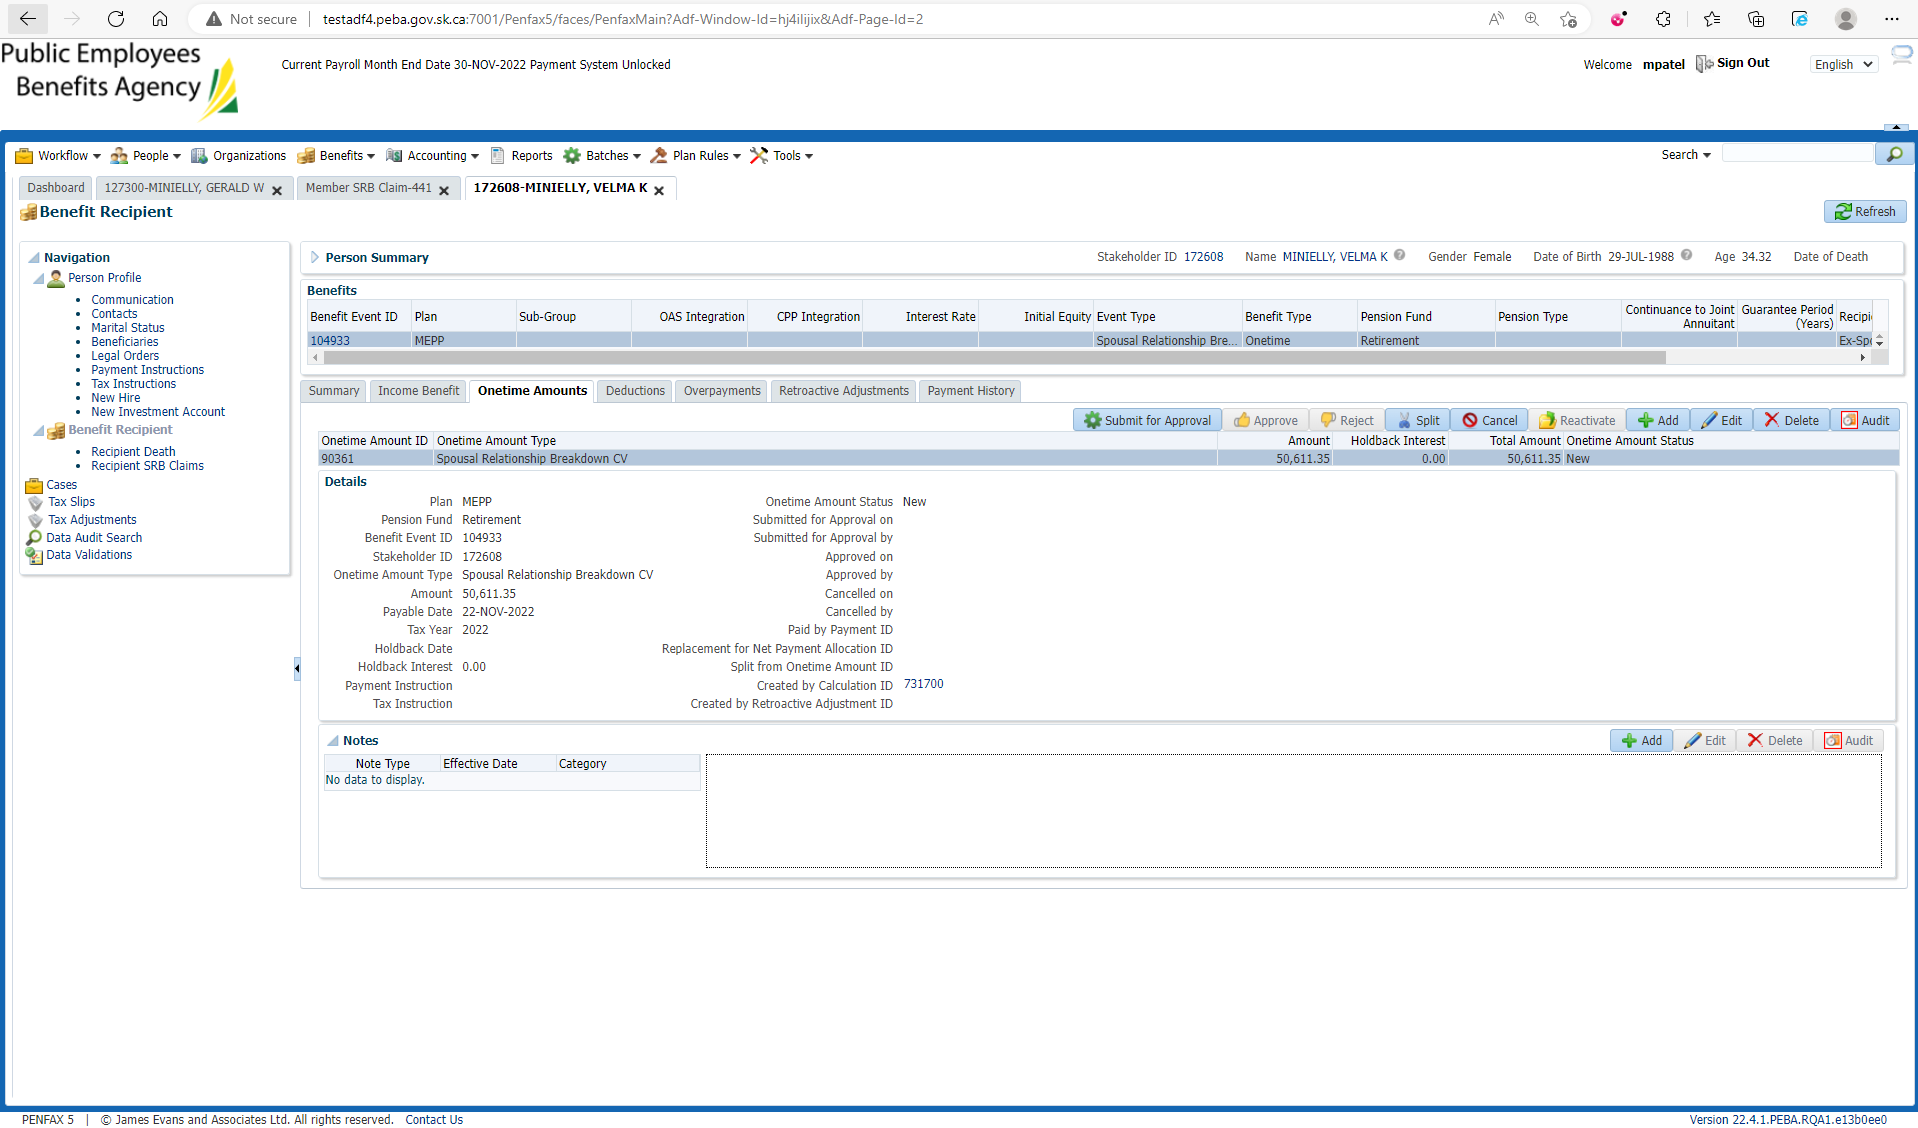 Not secure testadf4.peba.gov.sk.ca:7001/Penfax5/faces/PenfaxMain?Adf-Window-Id=hj4ilijix&Adf-Page-Id=2
Public Employees
Benefits Agency
Current Payroll Month End Date 30-NOV-2022 Payment System Unlocked
Welcome mpatel Sign Out English
Workflow People Organizations Benefits Accounting Reports Batches Plan Rules Tools Search
Dashboard 127300-MINIELLY, GERALD W Member SRB Claim-441 172608-MINIELLY, VELMA K
Benefit Recipient Refresh
Navigation
Person Profile
Communication
Contacts
Marital Status
Beneficiaries
Legal Orders
Payment Instructions
Tax Instructions
New Hire
New Investment Account
Benefit Recipient
Recipient Death
Recipient SRB Claims
Cases
Tax Slips
Tax Adjustments
Data Audit Search
Data Validations
Person Summary Stakeholder ID 172608 Name MINIELLY, VELMA K Gender Female Date of Birth 29-JUL-1988 Age 34.32 Date of Death
Benefits
Benefit Event ID Plan Sub-Group OAS Integration CPP Integration Interest Rate Initial Equity Event Type Benefit Type Pension Fund Pension Type Continuance to Joint Annuitant Guarantee Period (Years) Recipi
104933 MEPP Spousal Relationship Bre... Onetime Retirement Ex-Spo
Summary Income Benefit Onetime Amounts Deductions Overpayments Retroactive Adjustments Payment History
Submit for Approval Approve Reject Split Cancel Reactivate Add Edit Delete Audit
Onetime Amount ID Onetime Amount Type Amount Holdback Interest Total Amount Onetime Amount Status
90361 Spousal Relationship Breakdown CV 50,611.35 0.00 50,611.35 New
Details
Plan MEPP Onetime Amount Status New
Pension Fund Retirement Submitted for Approval on
Benefit Event ID 104933 Submitted for Approval by
Stakeholder ID 172608 Approved on
Onetime Amount Type Spousal Relationship Breakdown CV Approved by
Amount 50,611.35 Cancelled on
Payable Date 22-NOV-2022 Cancelled by
Tax Year 2022 Paid by Payment ID
Holdback Date Replacement for Net Payment Allocation ID
Holdback Interest 0.00 Split from Onetime Amount ID
Payment Instruction Created by Calculation ID 731700
Tax Instruction Created by Retroactive Adjustment ID
Notes Add Edit Delete Audit
Note Type Effective Date Category
No data to display.
PENFAX 5 | © James Evans and Associates Ltd. All rights reserved. Contact Us Version 22.4.1.PEBA.RQA1.e13b0ee0